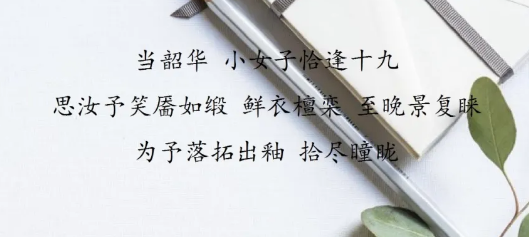 当韶华 小女子恰逢十九
思汝予笑靥如缎 鲜衣檀栾 至晚景复睐
为予落拓出釉 拾尽瞳眬